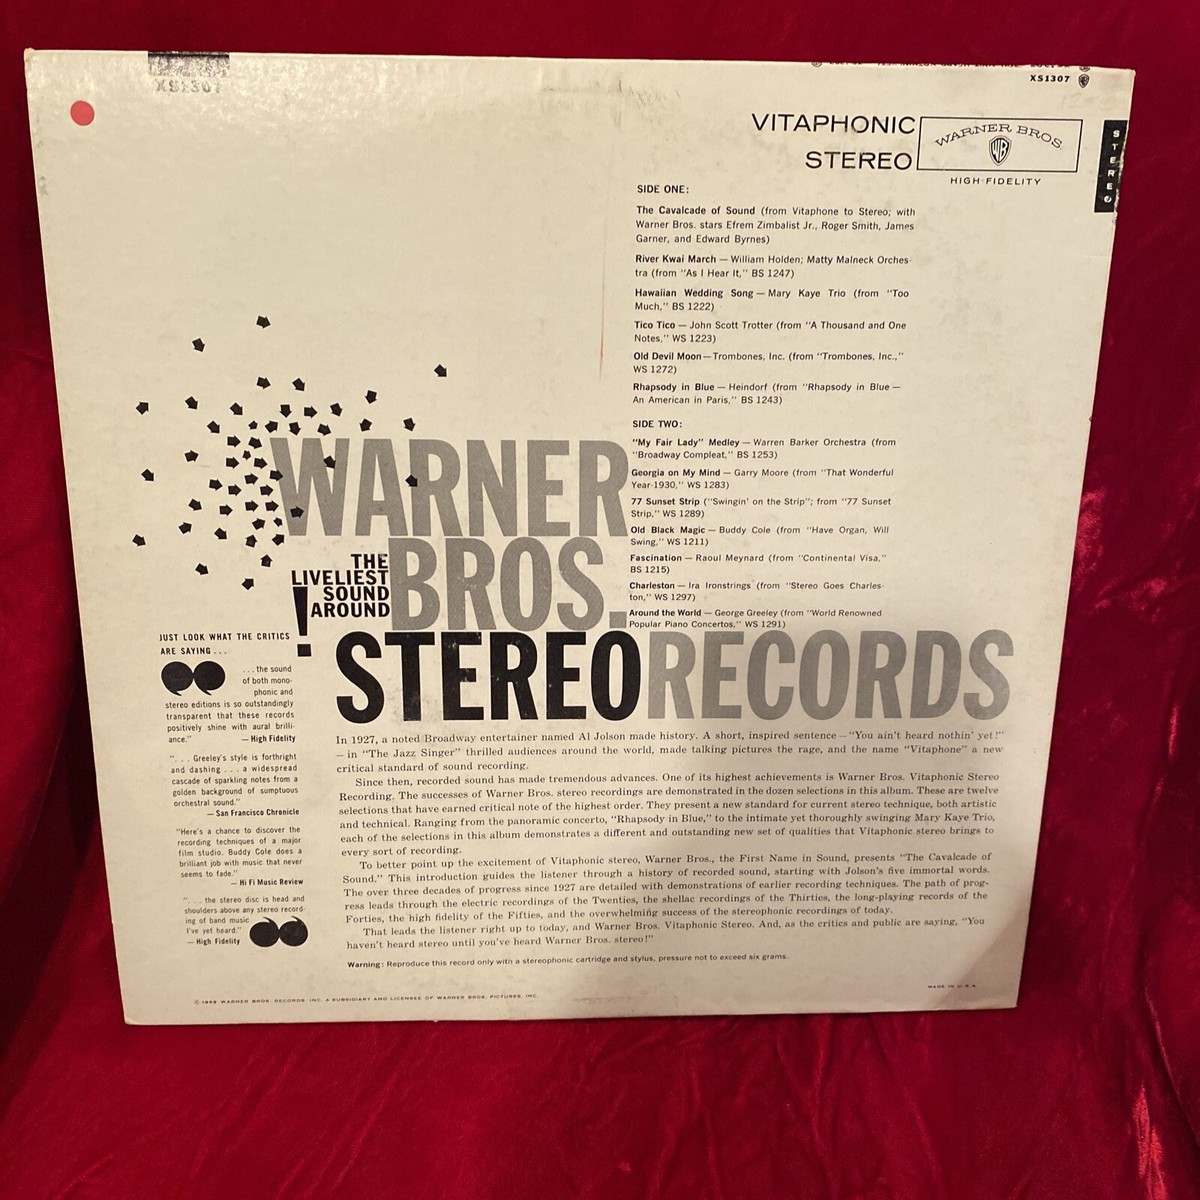 XS1307
XS1307
VITAPHONIC
STEREO
WARNER BROS.
WB
HIGH-FIDELITY
STEREO
SIDE ONE:
The Cavalcade of Sound (from Vitaphone to Stereo; with
Warner Bros. stars Efrem Zimbalist Jr., Roger Smith, James
Garner, and Edward Byrnes)
River Kwai March — William Holden; Matty Malneck Orches-
tra (from "As I Hear It," BS 1247)
Hawaiian Wedding Song — Mary Kaye Trio (from "Too
Much," BS 1222)
Tico Tico — John Scott Trotter (from "A Thousand and One
Notes," WS 1223)
Old Devil Moon — Trombones, Inc. (from "Trombones, Inc.,"
WS 1272)
Rhapsody in Blue — Heindorf (from "Rhapsody in Blue —
An American in Paris," BS 1243)
SIDE TWO:
"My Fair Lady" Medley — Warren Barker Orchestra (from
"Broadway Compleat," BS 1253)
Georgia on My Mind — Garry Moore (from "That Wonderful
Year-1930," WS 1283)
77 Sunset Strip ("Swingin' on the Strip"; from "77 Sunset
Strip," WS 1289)
Old Black Magic — Buddy Cole (from "Have Organ, Will
Swing," WS 1211)
Fascination — Raoul Meynard (from "Continental Visa,"
BS 1215)
Charleston — Ira Ironstrings (from "Stereo Goes Charles-
ton," WS 1297)
Around the World — George Greeley (from "World Renowned
Popular Piano Concertos," WS 1291)
WARNER
BROS.
THE
LIVELIEST
SOUND
AROUND
!
STEREO RECORDS
JUST LOOK WHAT THE CRITICS
ARE SAYING . . .
. . . the sound
of both mono-
phonic and
stereo editions is so outstandingly
transparent that these records
positively shine with aural brilli-
ance."
— High Fidelity
". . . Greeley's style is forthright
and dashing . . . a widespread
cascade of sparkling notes from a
golden background of sumptuous
orchestral sound."
— San Francisco Chronicle
"Here's a chance to discover the
recording techniques of a major
film studio. Buddy Cole does a
brilliant job with music that never
seems to fade."
— Hi Fi Music Review
". . . the stereo disc is head and
shoulders above any stereo record-
ing of band music
I've yet heard."
— High Fidelity
In 1927, a noted Broadway entertainer named Al Jolson made history. A short, inspired sentence — "You ain't heard nothin' yet!"
— in "The Jazz Singer" thrilled audiences around the world, made talking pictures the rage, and the name "Vitaphone" a new
critical standard of sound recording.
Since then, recorded sound has made tremendous advances. One of its highest achievements is Warner Bros. Vitaphonic Stereo
Recording. The successes of Warner Bros. stereo recordings are demonstrated in the dozen selections in this album. These are twelve
selections that have earned critical note of the highest order. They present a new standard for current stereo technique, both artistic
and technical. Ranging from the panoramic concerto, "Rhapsody in Blue," to the intimate yet thoroughly swinging Mary Kaye Trio,
each of the selections in this album demonstrates a different and outstanding new set of qualities that Vitaphonic stereo brings to
every sort of recording.
To better point up the excitement of Vitaphonic stereo, Warner Bros., the First Name in Sound, presents "The Cavalcade of
Sound." This introduction guides the listener through a history of recorded sound, starting with Jolson's five immortal words.
The over three decades of progress since 1927 are detailed with demonstrations of earlier recording techniques. The path of prog-
ress leads through the electric recordings of the Twenties, the shellac recordings of the Thirties, the long-playing records of the
Forties, the high fidelity of the Fifties, and the overwhelming success of the stereophonic recordings of today.
That leads the listener right up to today, and Warner Bros. Vitaphonic Stereo. And, as the critics and public are saying, "You
haven't heard stereo until you've heard Warner Bros. stereo!"
Warning: Reproduce this record only with a stereophonic cartridge and stylus, pressure not to exceed six grams.
MADE IN U.S.A.
© 1959 WARNER BROS. RECORDS, INC. A SUBSIDIARY AND LICENSEE OF WARNER BROS. PICTURES, INC.